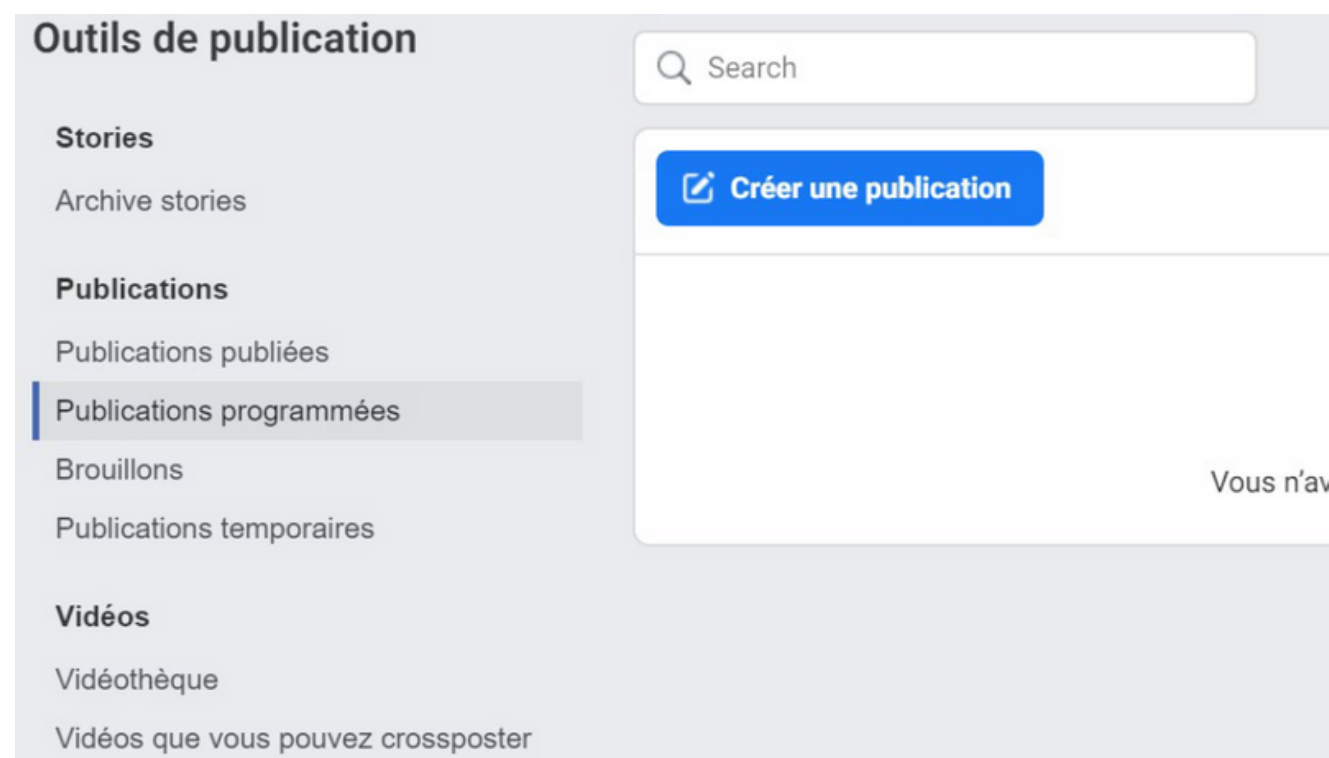 Outils de publication
Search
Stories
Archive stories
Créer une publication
Publications
Publications publiées
Publications programmées
Brouillons
Publications temporaires
Vous n’av
Vidéos
Vidéothèque
Vidéos que vous pouvez crossposter